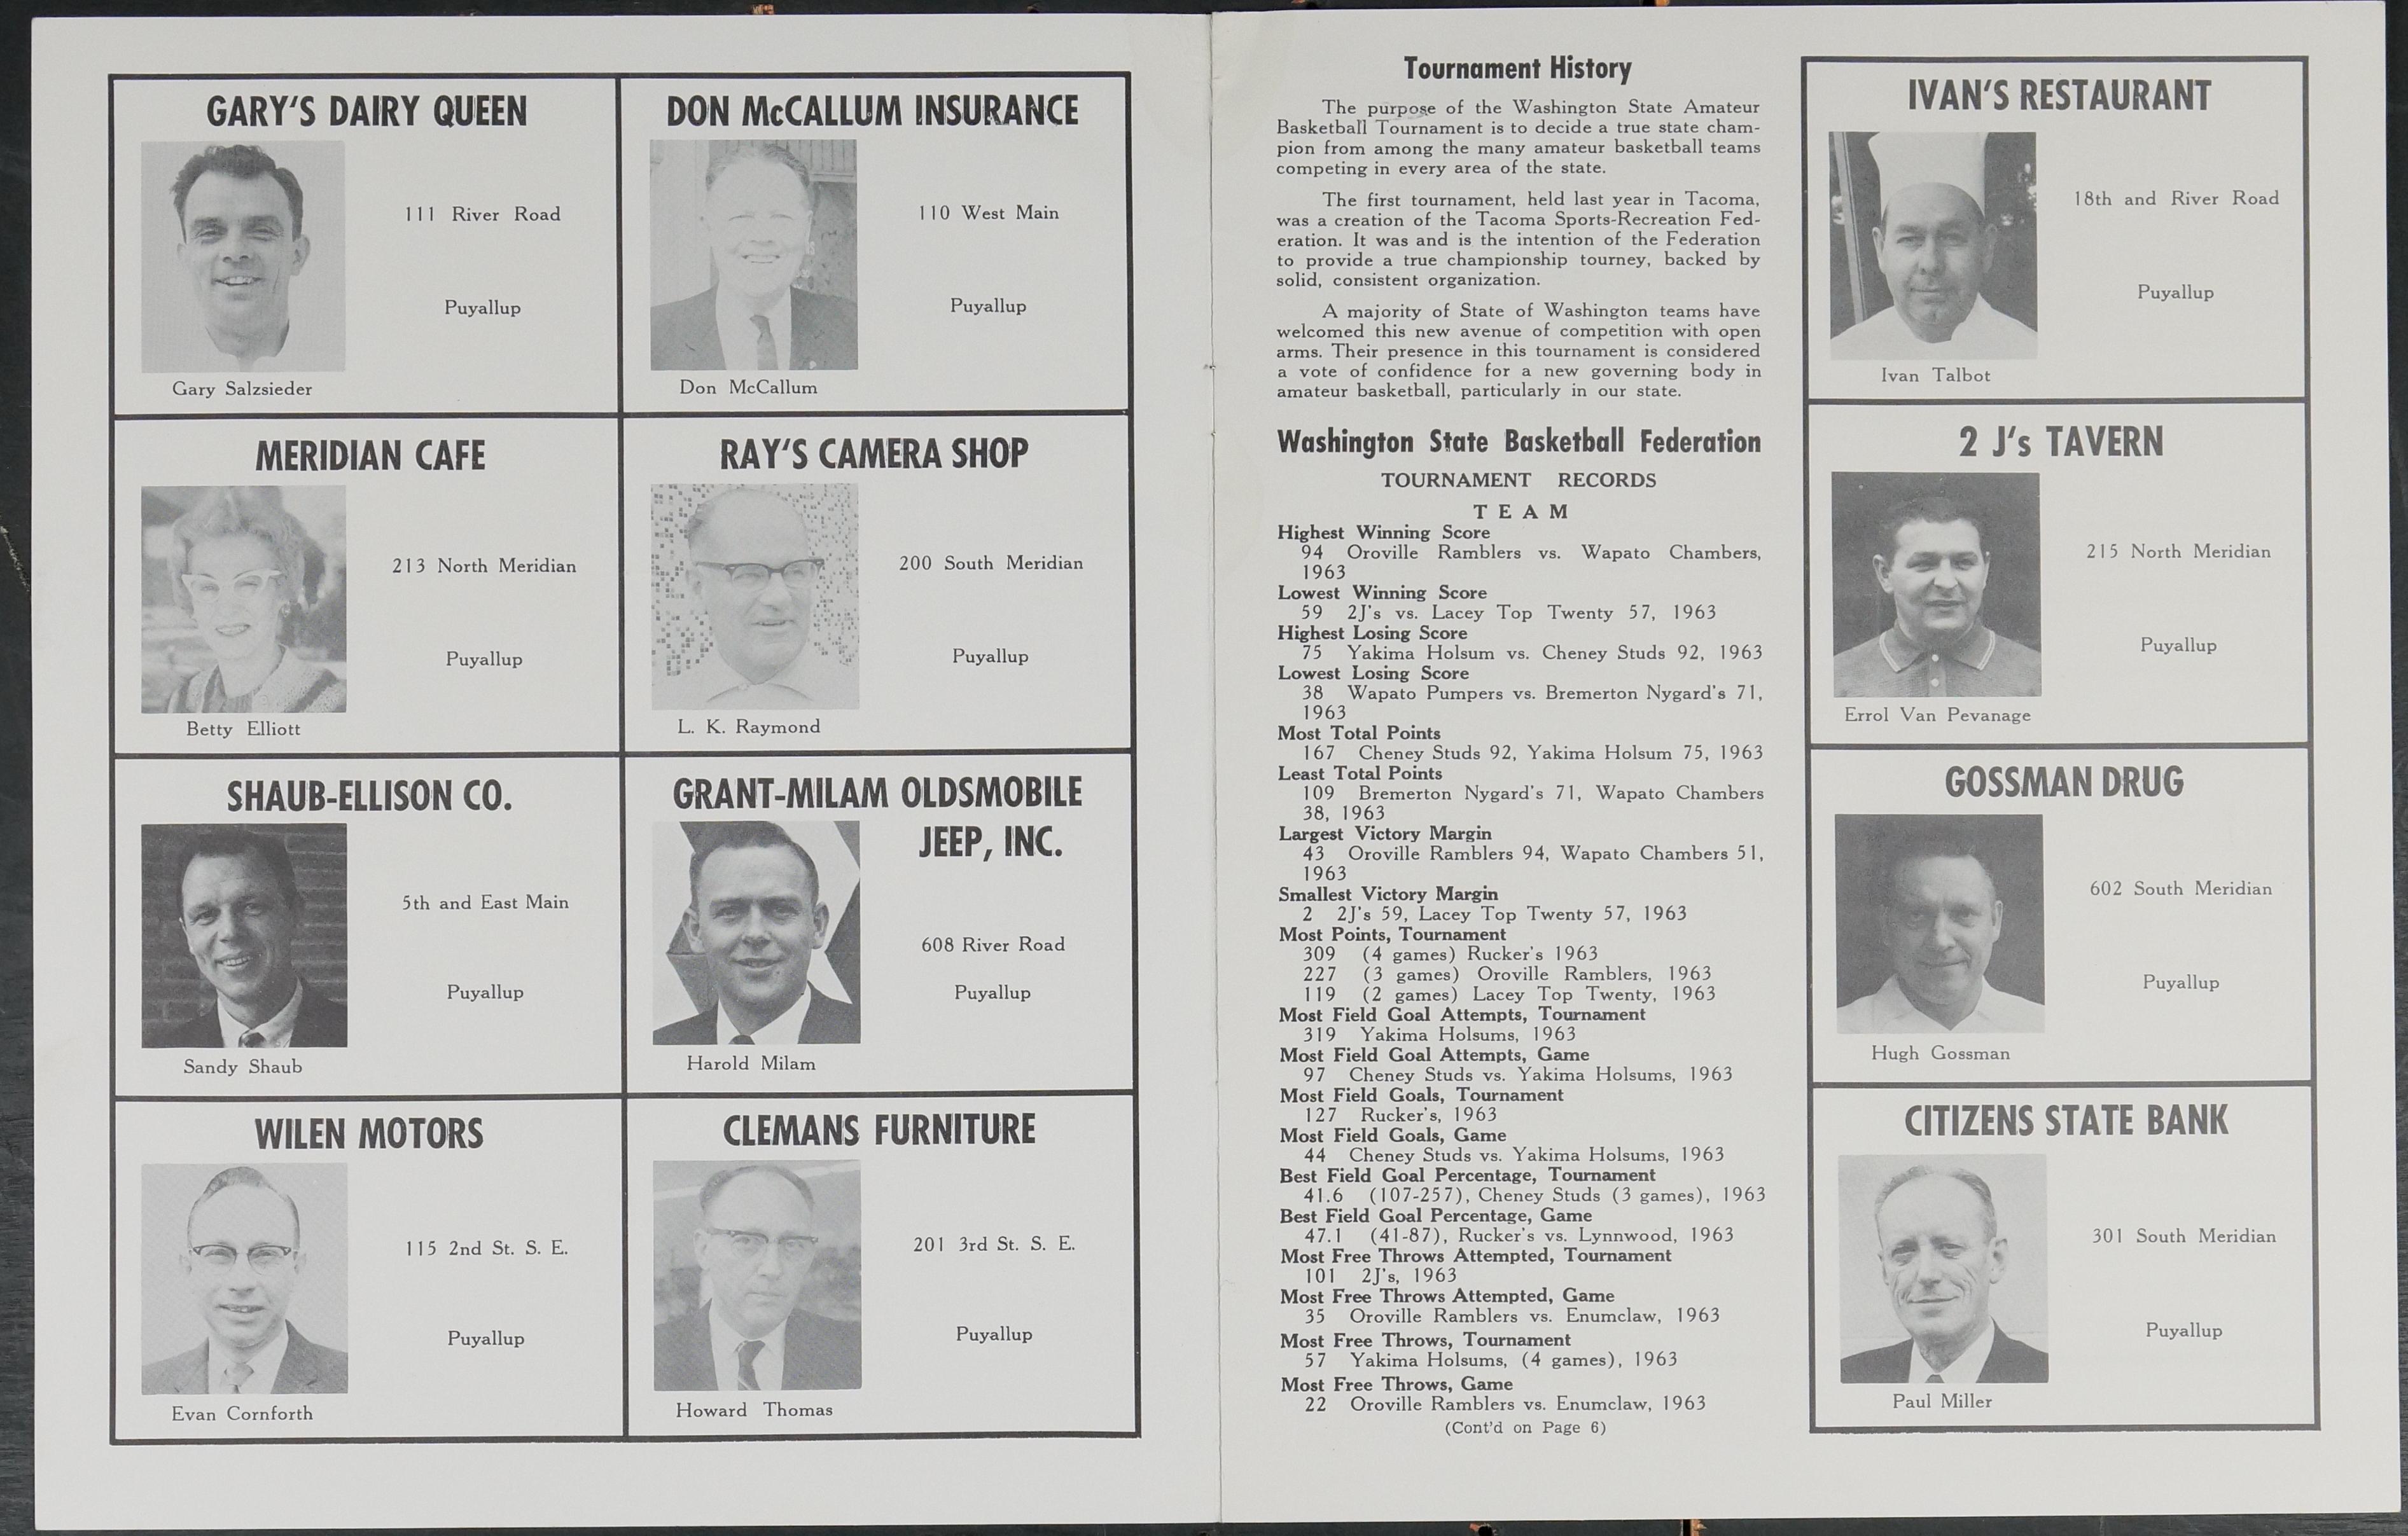 GARY'S DAIRY QUEEN
111 River Road
Puyallup
Gary Salzsieder
DON McCALLUM INSURANCE
110 West Main
Puyallup
Don McCallum
MERIDIAN CAFE
213 North Meridian
Puyallup
Betty Elliott
RAY'S CAMERA SHOP
200 South Meridian
Puyallup
L. K. Raymond
SHAUB-ELLISON CO.
5th and East Main
Puyallup
Sandy Shaub
GRANT-MILAM OLDSMOBILE
JEEP, INC.
608 River Road
Puyallup
Harold Milam
WILEN MOTORS
115 2nd St. S. E.
Puyallup
Evan Cornforth
CLEMANS FURNITURE
201 3rd St. S. E.
Puyallup
Howard Thomas
Tournament History
The purpose of the Washington State Amateur
Basketball Tournament is to decide a true state cham-
pion from among the many amateur basketball teams
competing in every area of the state.
The first tournament, held last year in Tacoma,
was a creation of the Tacoma Sports-Recreation Fed-
eration. It was and is the intention of the Federation
to provide a true championship tourney, backed by
solid, consistent organization.
A majority of State of Washington teams have
welcomed this new avenue of competition with open
arms. Their presence in this tournament is considered
a vote of confidence for a new governing body in
amateur basketball, particularly in our state.
Washington State Basketball Federation
TOURNAMENT RECORDS
TEAM
Highest Winning Score
94 Oroville Ramblers vs. Wapato Chambers,
1963
Lowest Winning Score
59 2J's vs. Lacey Top Twenty 57, 1963
Highest Losing Score
75 Yakima Holsum vs. Cheney Studs 92, 1963
Lowest Losing Score
38 Wapato Pumpers vs. Bremerton Nygard's 71,
1963
Most Total Points
167 Cheney Studs 92, Yakima Holsum 75, 1963
Least Total Points
109 Bremerton Nygard's 71, Wapato Chambers
38, 1963
Largest Victory Margin
43 Oroville Ramblers 94, Wapato Chambers 51,
1963
Smallest Victory Margin
2 2J's 59, Lacey Top Twenty 57, 1963
Most Points, Tournament
309 (4 games) Rucker's 1963
227 (3 games) Oroville Ramblers, 1963
119 (2 games) Lacey Top Twenty, 1963
Most Field Goal Attempts, Tournament
319 Yakima Holsums, 1963
Most Field Goal Attempts, Game
97 Cheney Studs vs. Yakima Holsums, 1963
Most Field Goals, Tournament
127 Rucker's, 1963
Most Field Goals, Game
44 Cheney Studs vs. Yakima Holsums, 1963
Best Field Goal Percentage, Tournament
41.6 (107-257), Cheney Studs (3 games), 1963
Best Field Goal Percentage, Game
47.1 (41-87), Rucker's vs. Lynnwood, 1963
Most Free Throws Attempted, Tournament
101 2J's, 1963
Most Free Throws Attempted, Game
35 Oroville Ramblers vs. Enumclaw, 1963
Most Free Throws, Tournament
57 Yakima Holsums, (4 games), 1963
Most Free Throws, Game
22 Oroville Ramblers vs. Enumclaw, 1963
(Cont'd on Page 6)
IVAN'S RESTAURANT
18th and River Road
Puyallup
Ivan Talbot
2 J's TAVERN
215 North Meridian
Puyallup
Errol Van Pevanage
GOSSMAN DRUG
602 South Meridian
Puyallup
Hugh Gossman
CITIZENS STATE BANK
301 South Meridian
Puyallup
Paul Miller